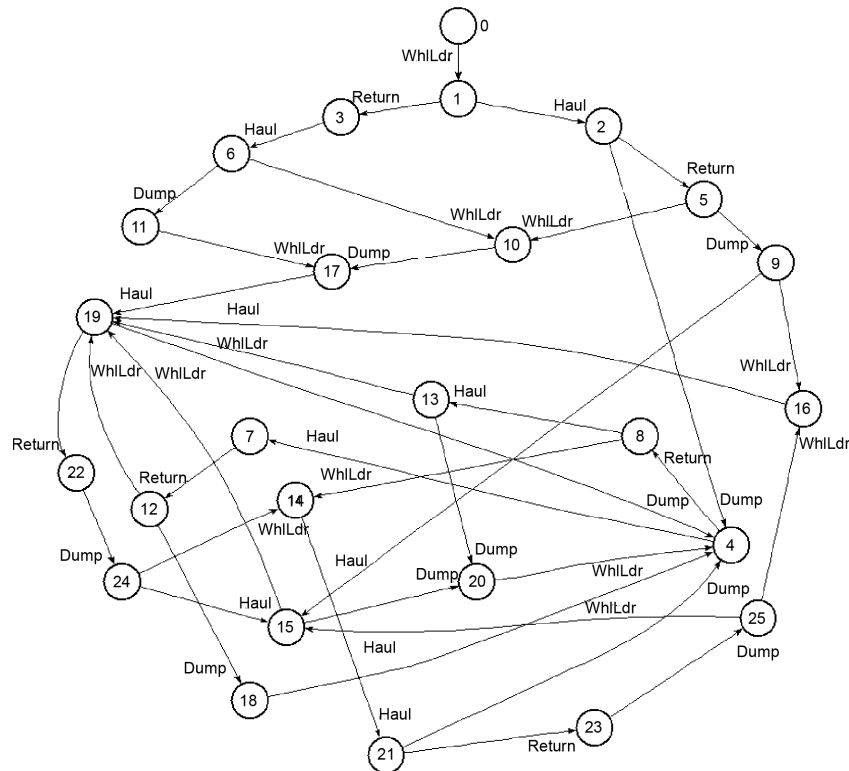 0
WhlLdr
1
Return
Haul
3
2
Haul
6
Return
Dump
5
11
WhlLdr
WhlLdr
10
WhlLdr
Dump
Dump
9
17
Haul
Haul
19
WhlLdr
WhlLdr
WhlLdr
WhlLdr
13
Haul
16
7
Haul
8
WhlLdr
Return
22
Return
WhlLdr
Return
12
14
Dump
Dump
WhlLdr
4
Dump
Haul
Dump
24
Dump
20
WhlLdr
Dump
Haul
WhlLdr
15
25
Haul
Dump
Dump
18
Haul
23
21
Return